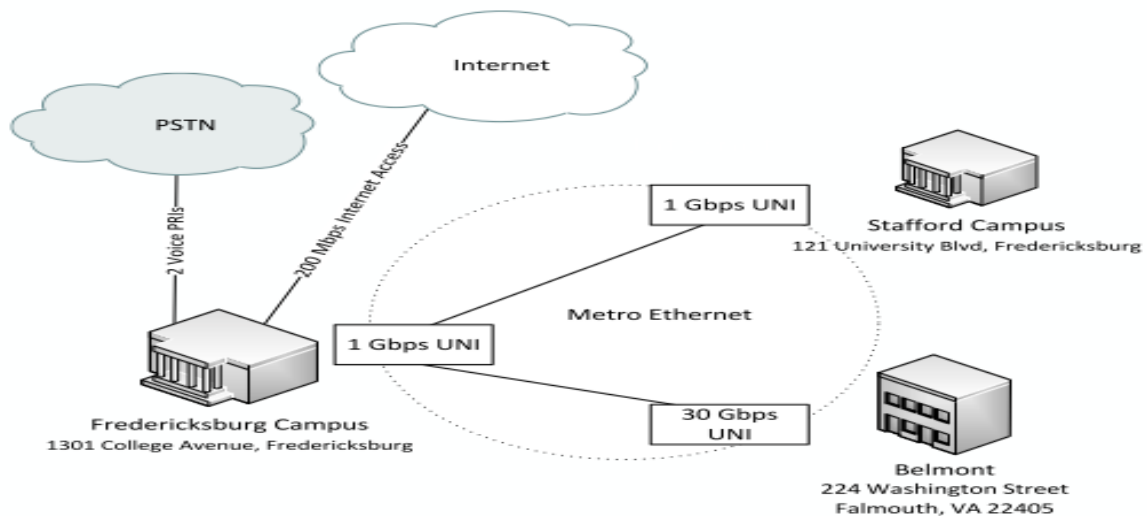 Internet
PSTN
2 Voice PRIs
200 Mbps Internet Access
1 Gbps UNI
Stafford Campus
121 University Blvd, Fredericksburg
Metro Ethernet
1 Gbps UNI
Fredericksburg Campus
1301 College Avenue, Fredericksburg
30 Gbps
UNI
Belmont
224 Washington Street
Falmouth, VA 22405